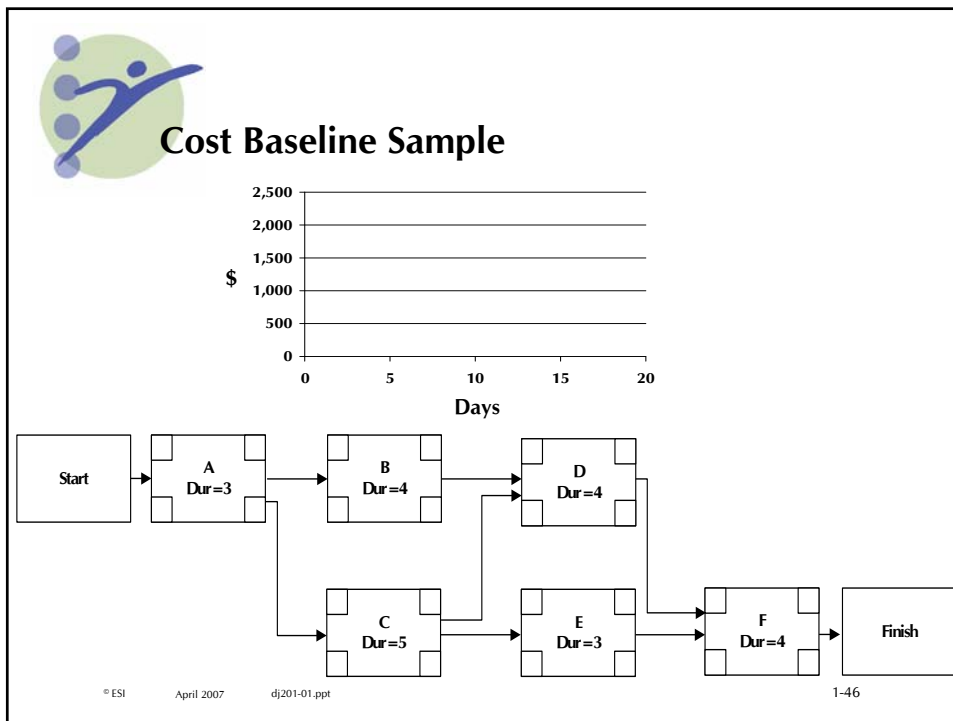 Cost Baseline Sample
2,500
2,000
1,500
$
1,000
500
0
0 5 10 15 20
Days
Start
A
Dur=3
B
Dur=4
D
Dur=4
C
Dur=5
E
Dur=3
F
Dur=4
Finish
© ESI April 2007 dj201-01.ppt 1-46